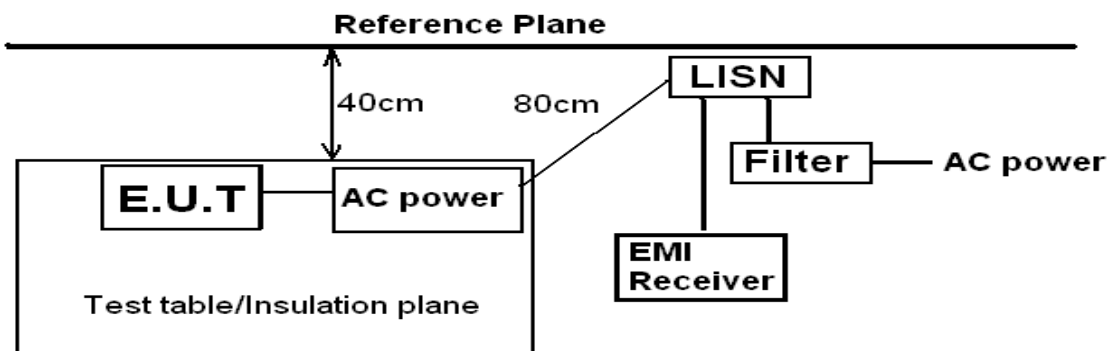 Reference Plane
40cm
80cm
LISN
Filter
AC power
E.U.T
AC power
EMI
Receiver
Test table/Insulation plane